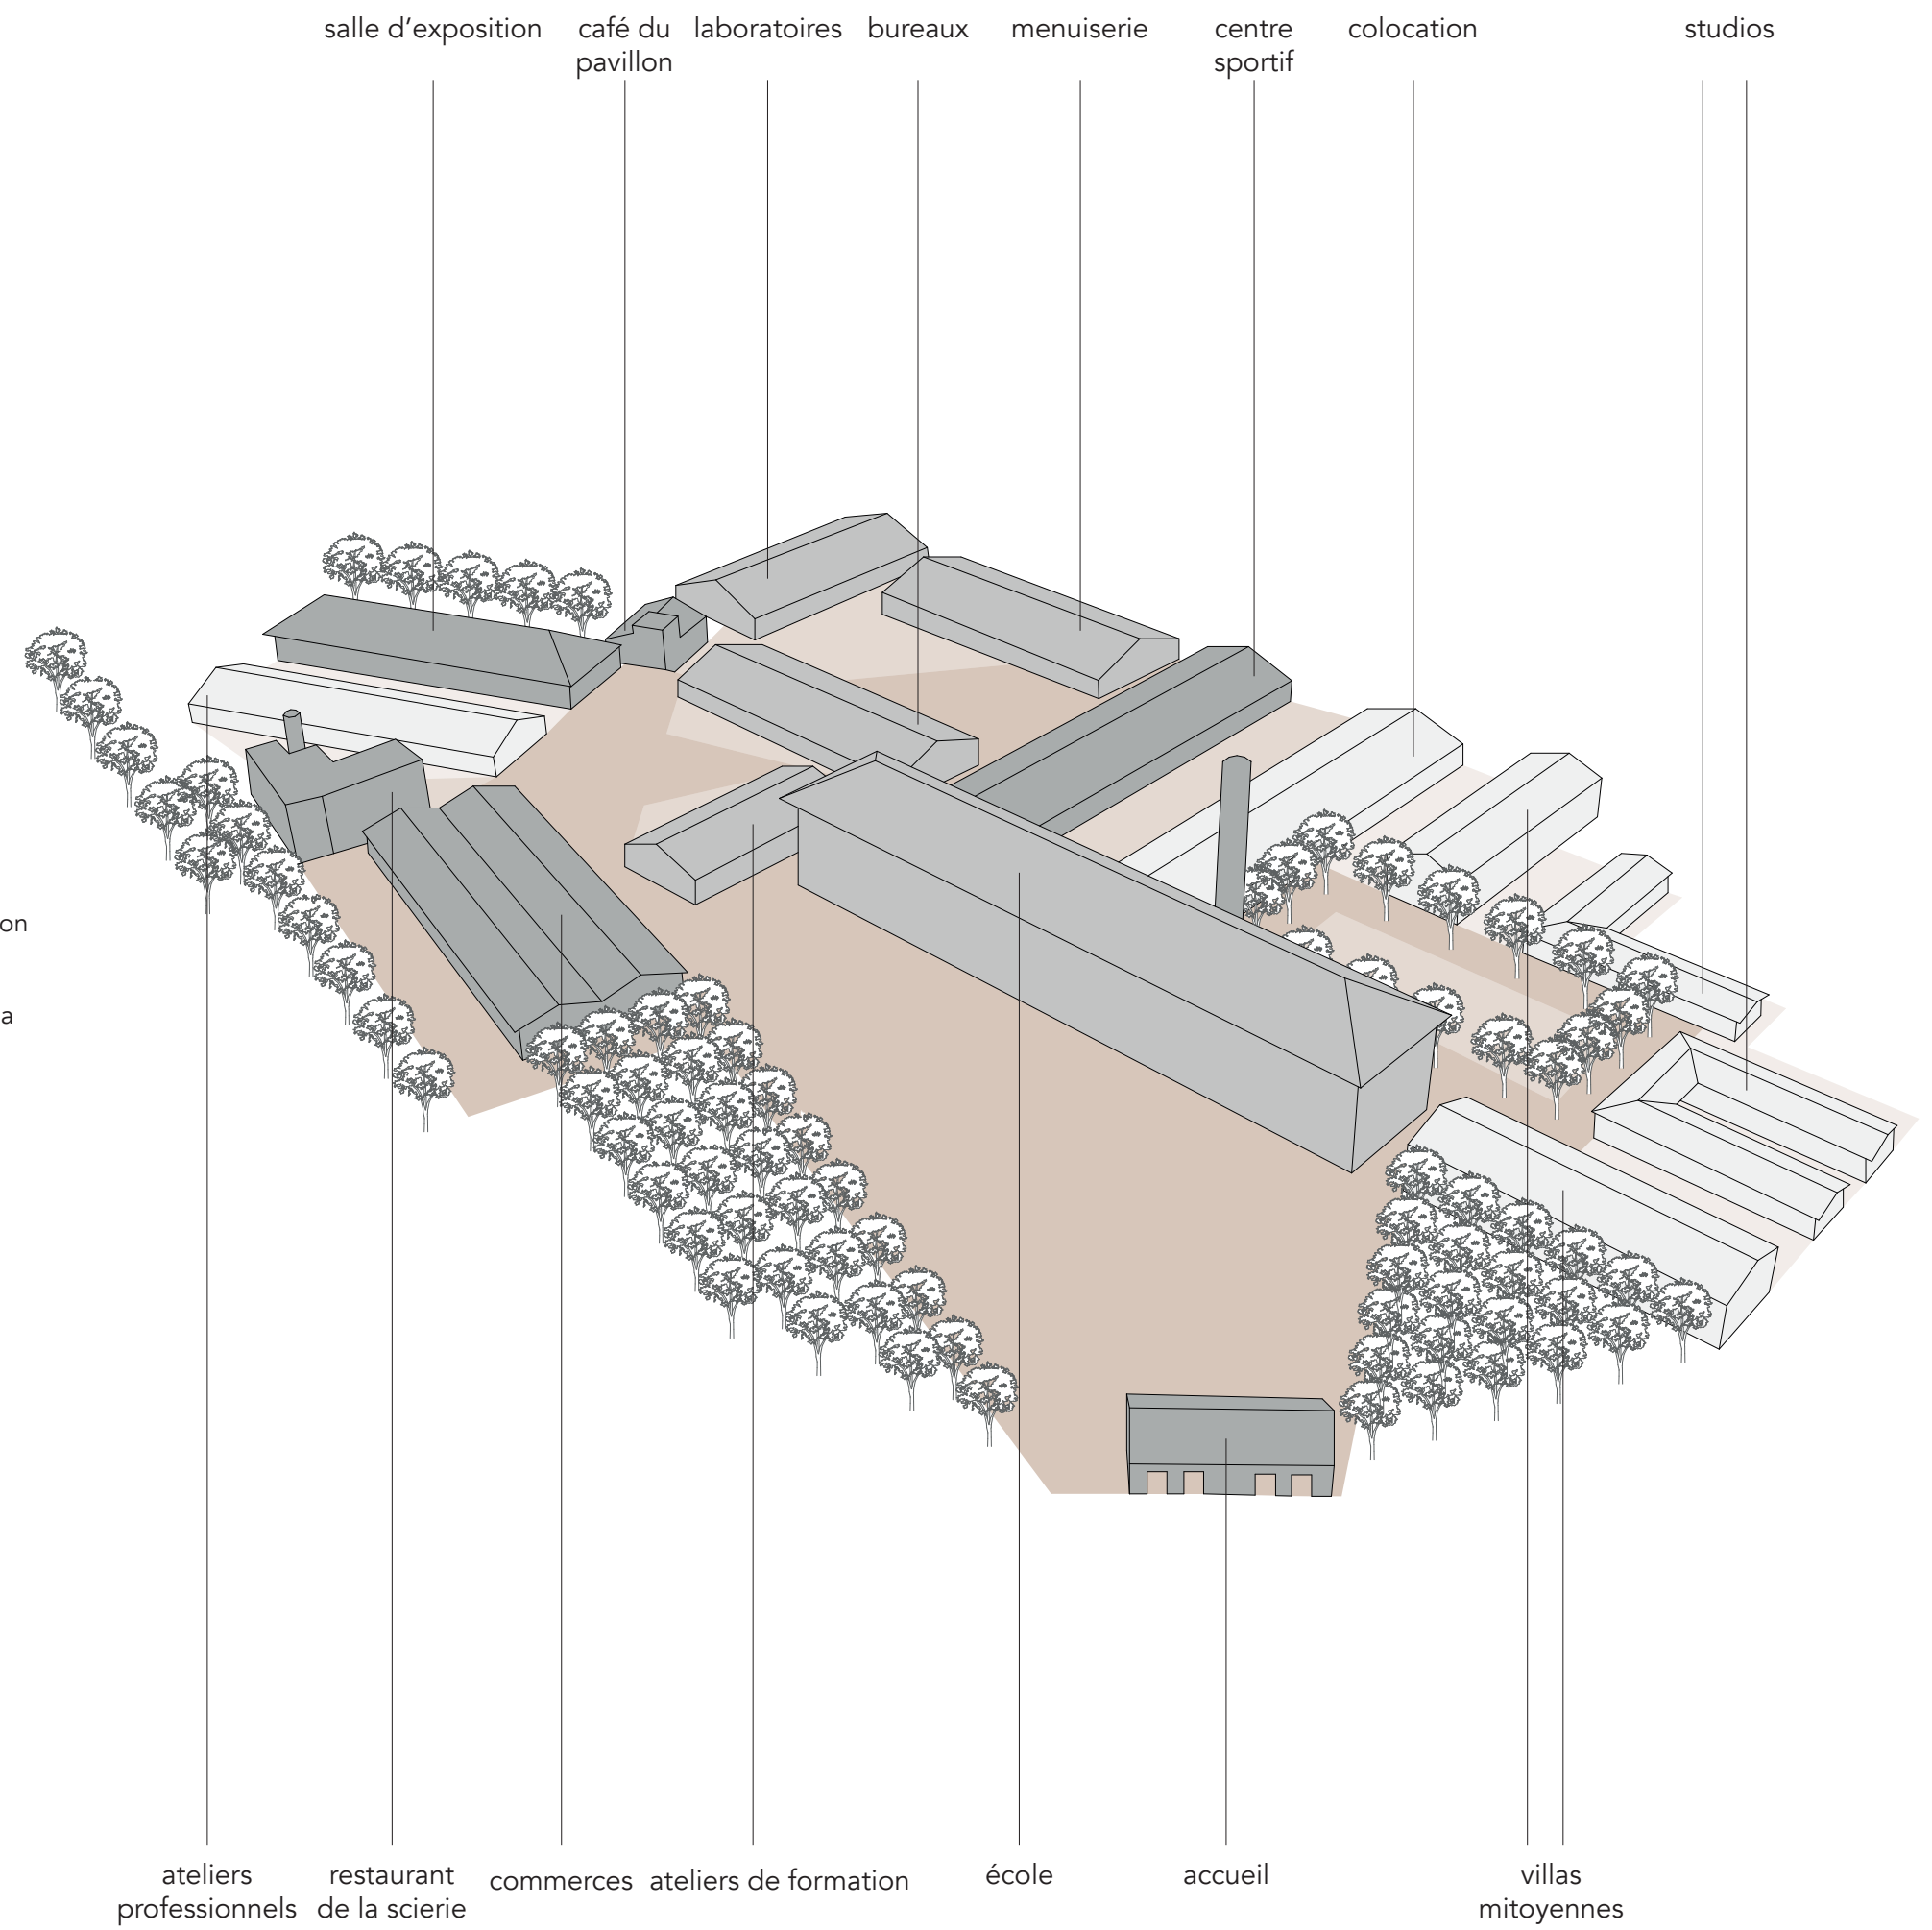 salle d’exposition
café du
pavillon
laboratoires
bureaux
menuiserie
centre
sportif
colocation
studios
on
a
ateliers
professionnels
restaurant
de la scierie
commerces
ateliers de formation
école
accueil
villas
mitoyennes